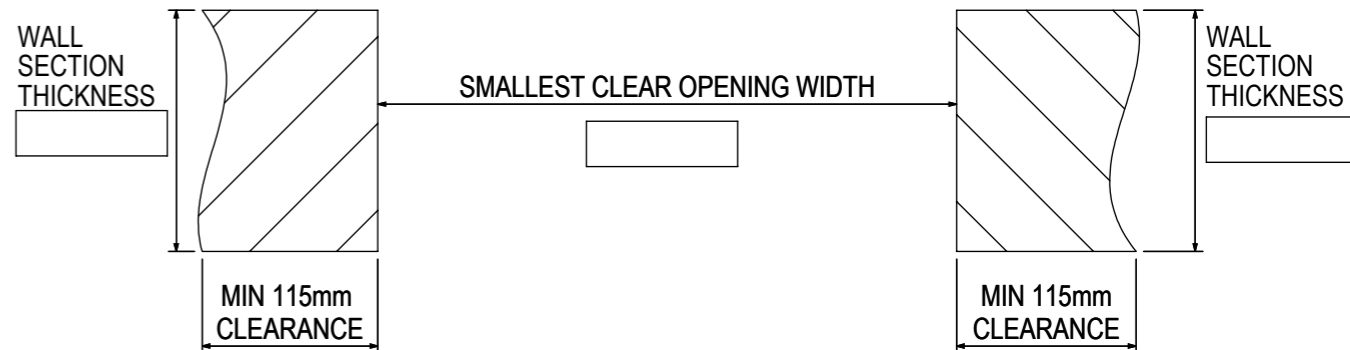 WALL
SECTION
THICKNESS
SMALLEST CLEAR OPENING WIDTH
WALL
SECTION
THICKNESS
MIN 115mm
CLEARANCE
MIN 115mm
CLEARANCE